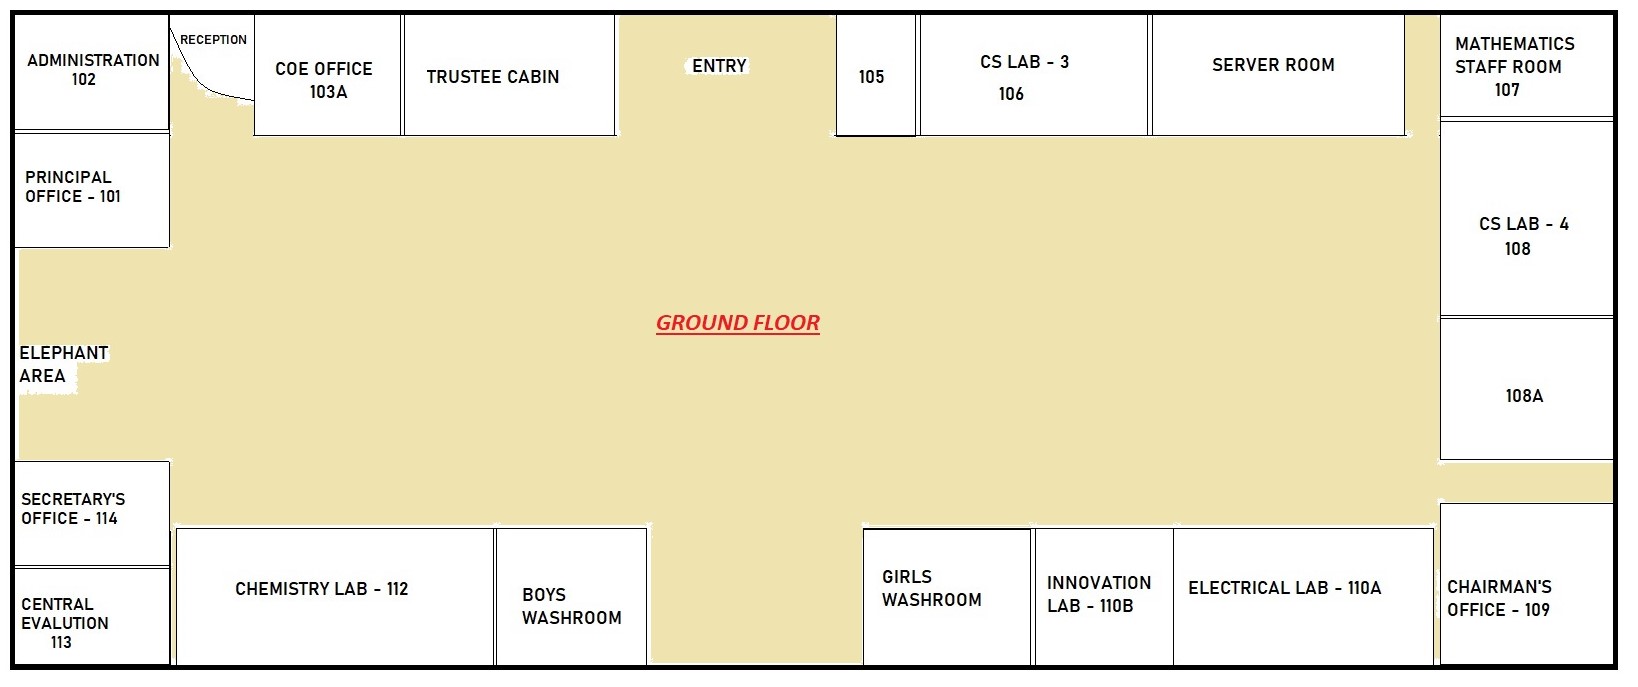 ADMINISTRATION
102
RECEPTION
COE OFFICE
103A
TRUSTEE CABIN
ENTRY
105
CS LAB - 3
106
SERVER ROOM
MATHEMATICS
STAFF ROOM
107
PRINCIPAL
OFFICE - 101
CS LAB - 4
108
GROUND FLOOR
ELEPHANT
AREA
108A
SECRETARY'S
OFFICE - 114
CENTRAL
EVALUTION
113
CHEMISTRY LAB - 112
BOYS
WASHROOM
GIRLS
WASHROOM
INNOVATION
LAB - 110B
ELECTRICAL LAB - 110A
CHAIRMAN'S
OFFICE - 109